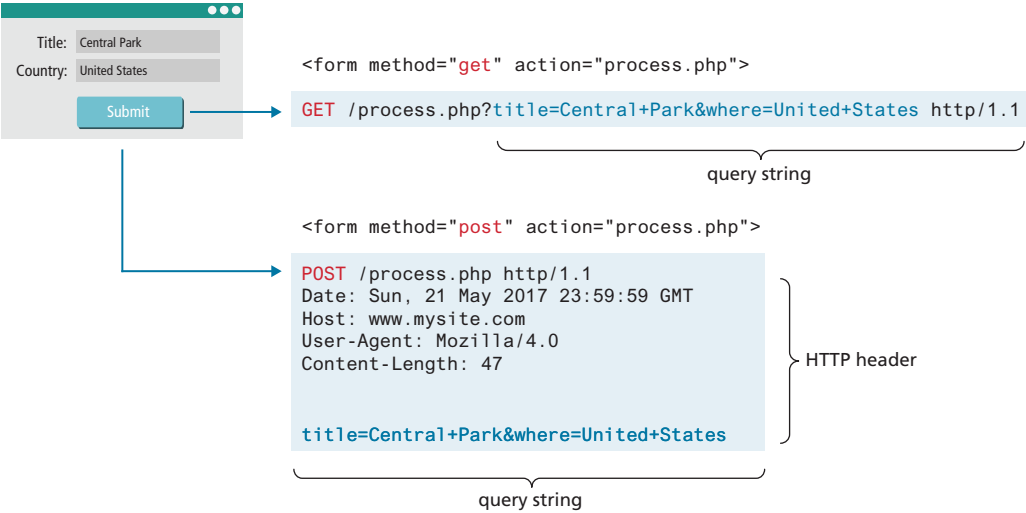 Title: Central Park
Country: United States
Submit
<form method="get" action="process.php">
GET /process.php?title=Central+Park&where=United+States http/1.1
query string
<form method="post" action="process.php">
POST /process.php http/1.1
Date: Sun, 21 May 2017 23:59:59 GMT
Host: www.mysite.com
User-Agent: Mozilla/4.0
Content-Length: 47
HTTP header
title=Central+Park&where=United+States
query string